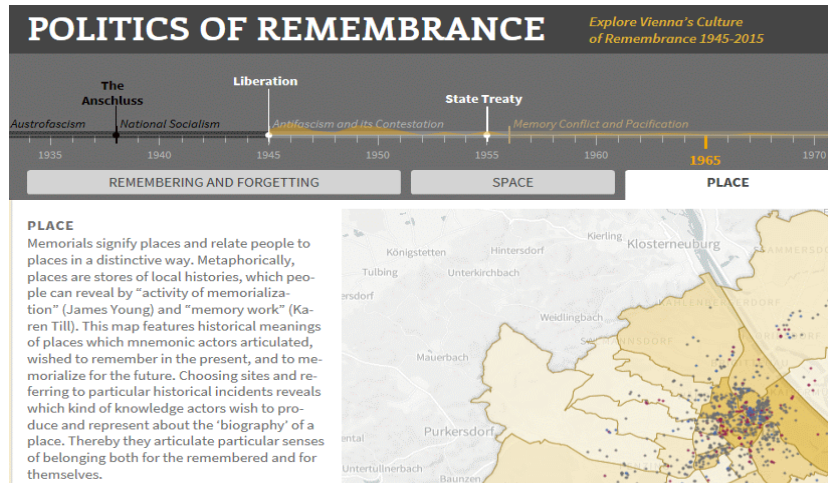 POLITICS OF REMEMBRANCE
Explore Vienna's Culture
of Remembrance 1945-2015
The
Anschluss
Liberation
State Treaty
Austrofascism
National Socialism
Antifascism and its Contestation
Memory Conflict and Pacification
1935
1940
1945
1950
1955
1960
1965
1970
REMEMBERING AND FORGETTING
SPACE
PLACE
PLACE
Memorials signify places and relate people to
places in a distinctive way. Metaphorically,
places are stores of local histories, which peo-
ple can reveal by “activity of memorializa-
tion” (James Young) and ”memory work” (Ka-
ren Till). This map features historical meanings
of places which mnemonic actors articulated,
wished to remember in the present, and to me-
morialize for the future. Choosing sites and re-
ferring to particular historical incidents reveals
which kind of knowledge actors wish to pro-
duce and represent about the ‘biography’ of a
place. Thereby they articulate particular senses
of belonging both for the remembered and for
themselves.
Kierling
Klosterneuburg
Königstetten
Hintersdorf
Tulbing
Unterkirchbach
ersdorf
Weidlingbach
Mauerbach
Purkersdorf
ental
Untertullnerbach
Baunzen